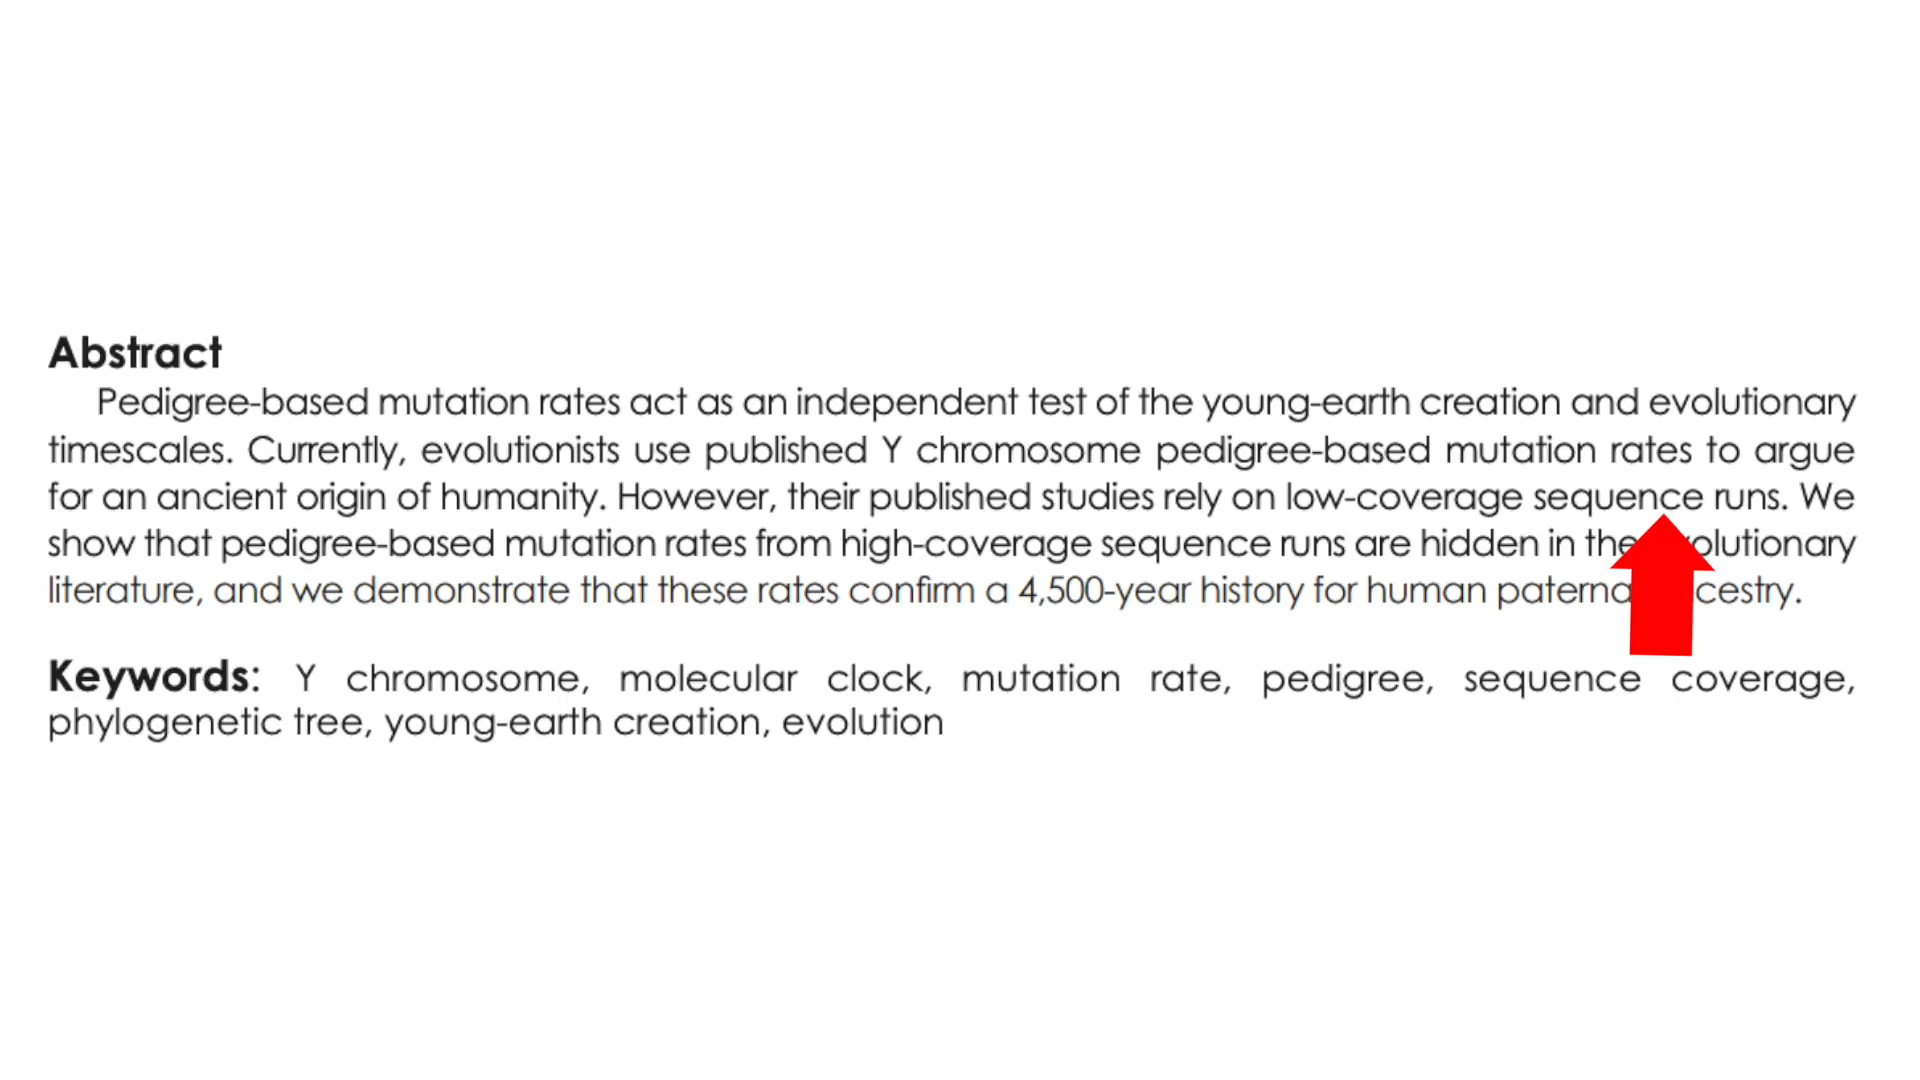 Abstract
Pedigree-based mutation rates act as an independent test of the young-earth creation and evolutionary
timescales. Currently, evolutionists use published Y chromosome pedigree-based mutation rates to argue
for an ancient origin of humanity. However, their published studies rely on low-coverage sequence runs. We
show that pedigree-based mutation rates from high-coverage sequence runs are hidden in the olutionary
literature, and we demonstrate that these rates confirm a 4,500-year history for human paterna cestry.
Keywords: Y chromosome, molecular clock, mutation rate, pedigree, sequence coverage,
phylogenetic tree, young-earth creation, evolution